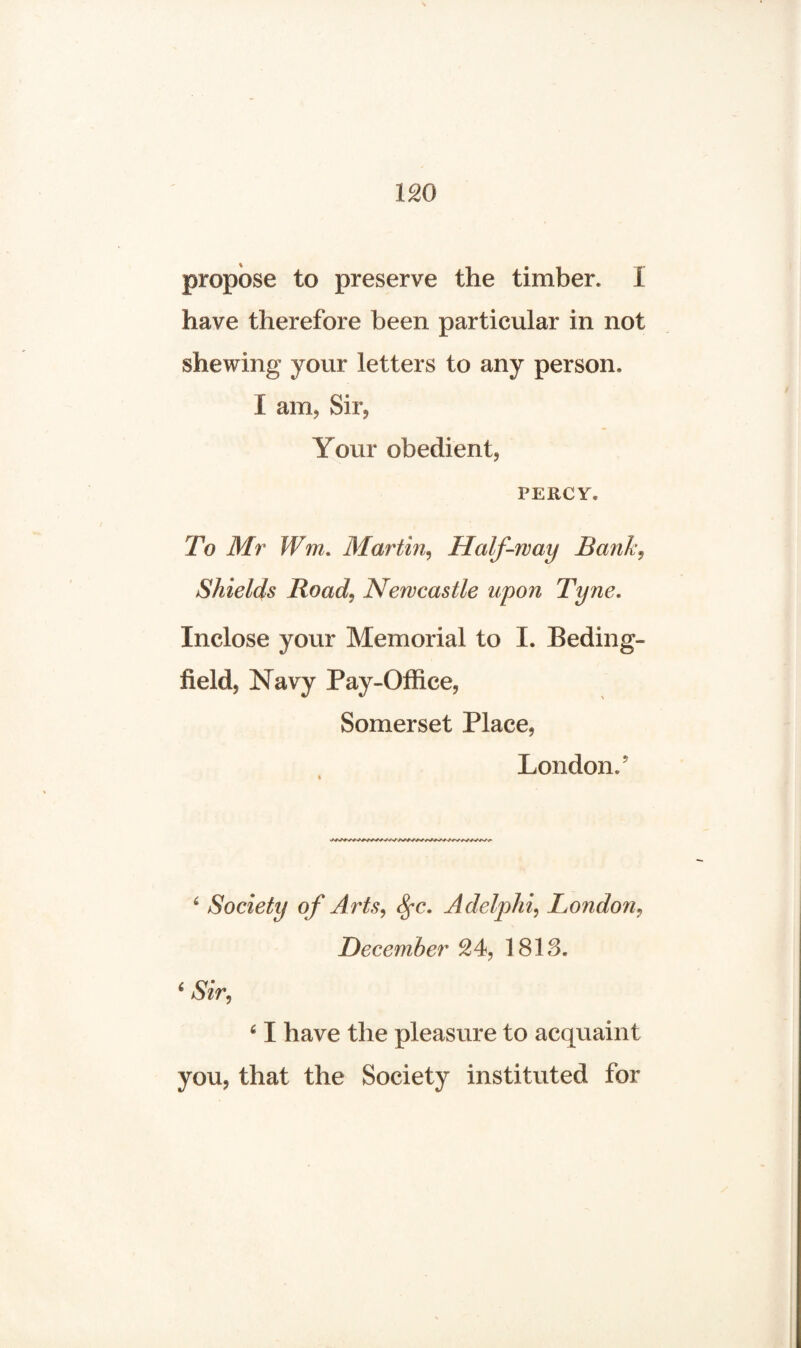 120
propose to preserve the timber. I
have therefore been particular in not
shewing your letters to any person.
I am, Sir,
Your obedient,
PERCY.
To Mr Wm. Martin, Half-way Bank,
Shields Road, Newcastle upon Tyne.
Inclose your Memorial to I. Beding-
field, Navy Pay-Office,
Somerset Place,
London.’
‘ Society of Arts, &c. Adelphi, London,
December 24, 1813.
‘ Sir,
‘ I have the pleasure to acquaint
you, that the Society instituted for